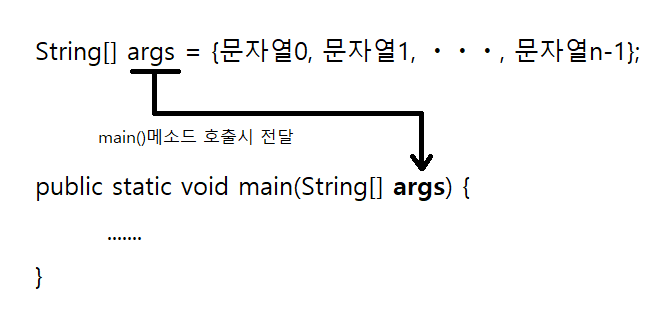 String[] args = {문자열0, 문자열1, ···, 문자열n-1};
main()메소드 호출시 전달
public static void main(String[] args) {
.......
}